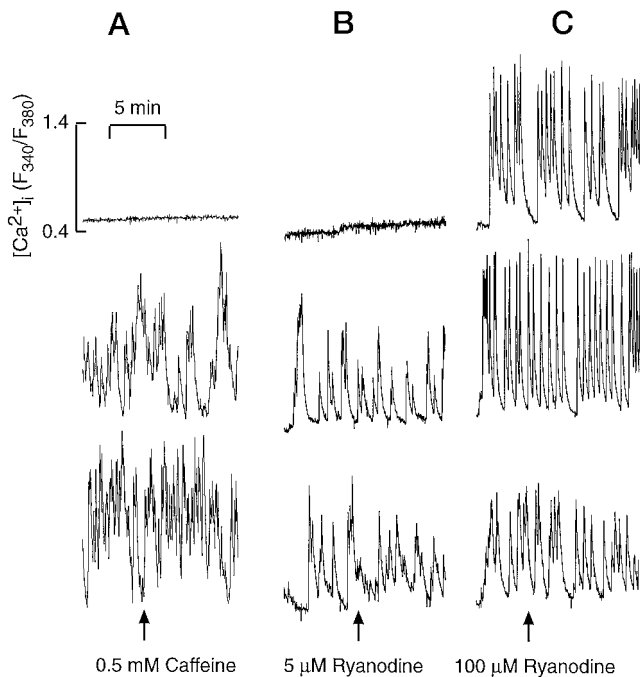 A B C
5 min
1.4
0.4
[Ca2+]i (F340/F380)
0.5 mM Caffeine
5 µM Ryanodine
100 µM Ryanodine